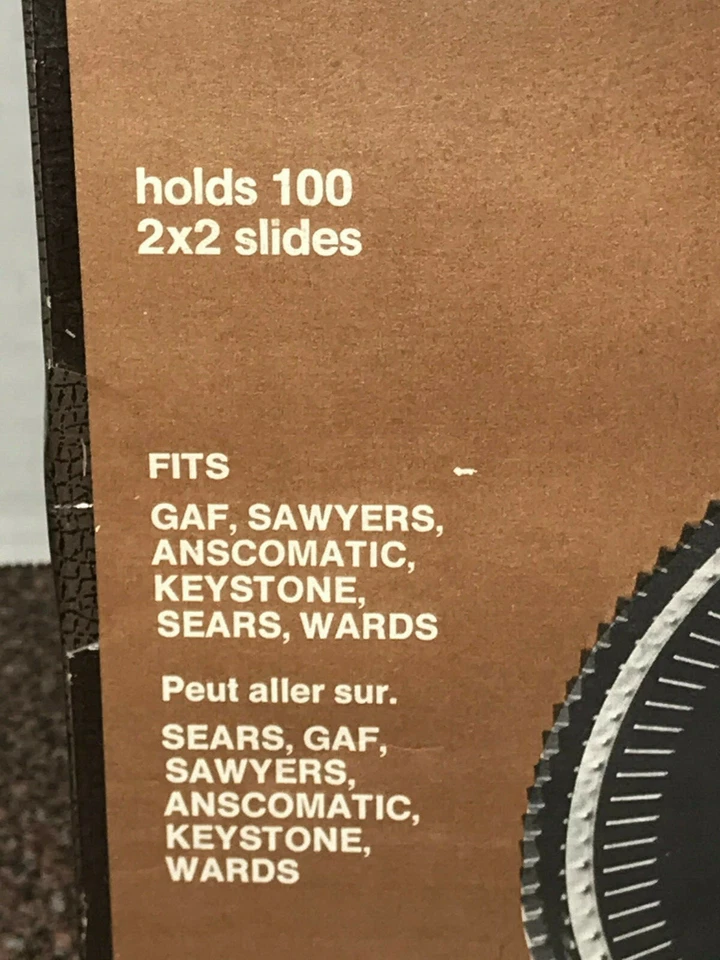 holds 100
2x2 slides
FITS
GAF, SAWYERS,
ANSCOMATIC,
KEYSTONE,
SEARS, WARDS
Peut aller sur.
SEARS, GAF,
SAWYERS,
ANSCOMATIC,
KEYSTONE,
WARDS